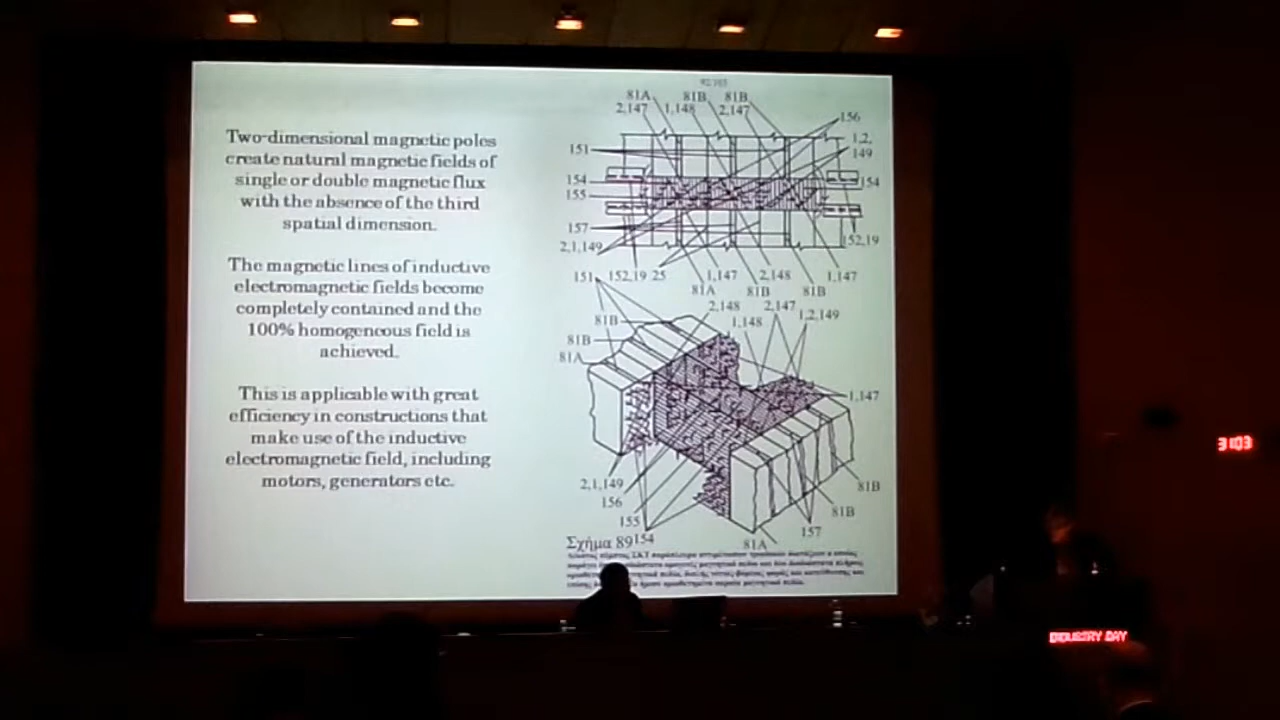 Two-dimensional magnetic poles
create natural magnetic fields of
single or double magnetic flux
with the absence of the third
spatial dimension.
The magnetic lines of inductive
electromagnetic fields become
completely contained and the
100% homogeneous field is
achieved.
This is applicable with great
efficiency in constructions that
make use of the inductive
electromagnetic field, including
motors, generators etc.
81A 81B 81B
2,147 1,148 2,147
156
151
1,2,
149
154
154
155
157
2,1,149
152,19
151 152,19 25 1,147 2,148 1,147
81A 81B 81B
2,148 2,147
1,148 1,2,149
81B
81B
81A
1,147
2,1,149
156
155
154
81B
81B
157
81A
Σχήμα 89
3103
INDUSTRY DAY